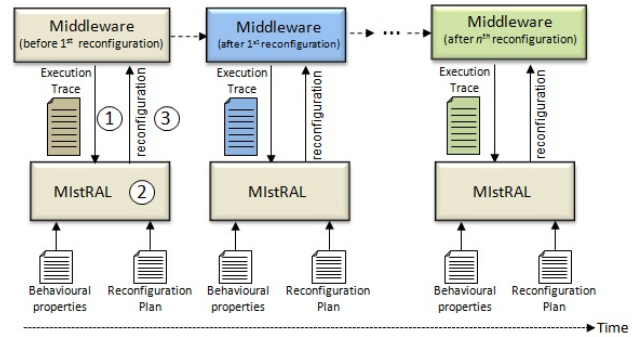 Middleware
(before 1st reconfiguration)
Middleware
(after 1st reconfiguration)
...
Middleware
(after nth reconfiguration)
Execution
Trace
1
3
reconfiguration
Execution
Trace
reconfiguration
Execution
Trace
reconfiguration
MIstRAL
2
MIstRAL
MIstRAL
Behavioural
properties
Reconfiguration
Plan
Behavioural
properties
Reconfiguration
Plan
Behavioural
properties
Reconfiguration
Plan
Time